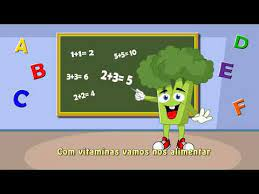 A
B
C
1+1= 2
5+5=10
3+3= 6
2+3= 5
2+2= 4
D
E
F
Com vitaminas vamos nos alimentar